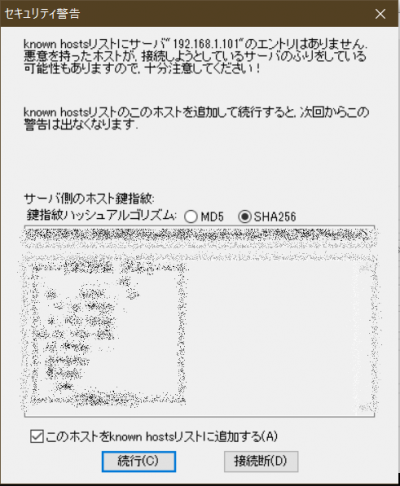 セキュリティ警告
known hostsリストにサーバ"192.168.1.101"のエントリはありません.
悪意を持ったホストが, 接続しようとしているサーバのふりをしている
可能性もありますので, 十分注意してください!
known hostsリストのこのホストを追加して続行すると, 次回からこの
警告は出なくなります.
サーバ側のホスト鍵指紋:
鍵指紋ハッシュアルゴリズム: MD5 SHA256
このホストをknown hostsリストに追加する(A)
続行(C) 接続断(D)